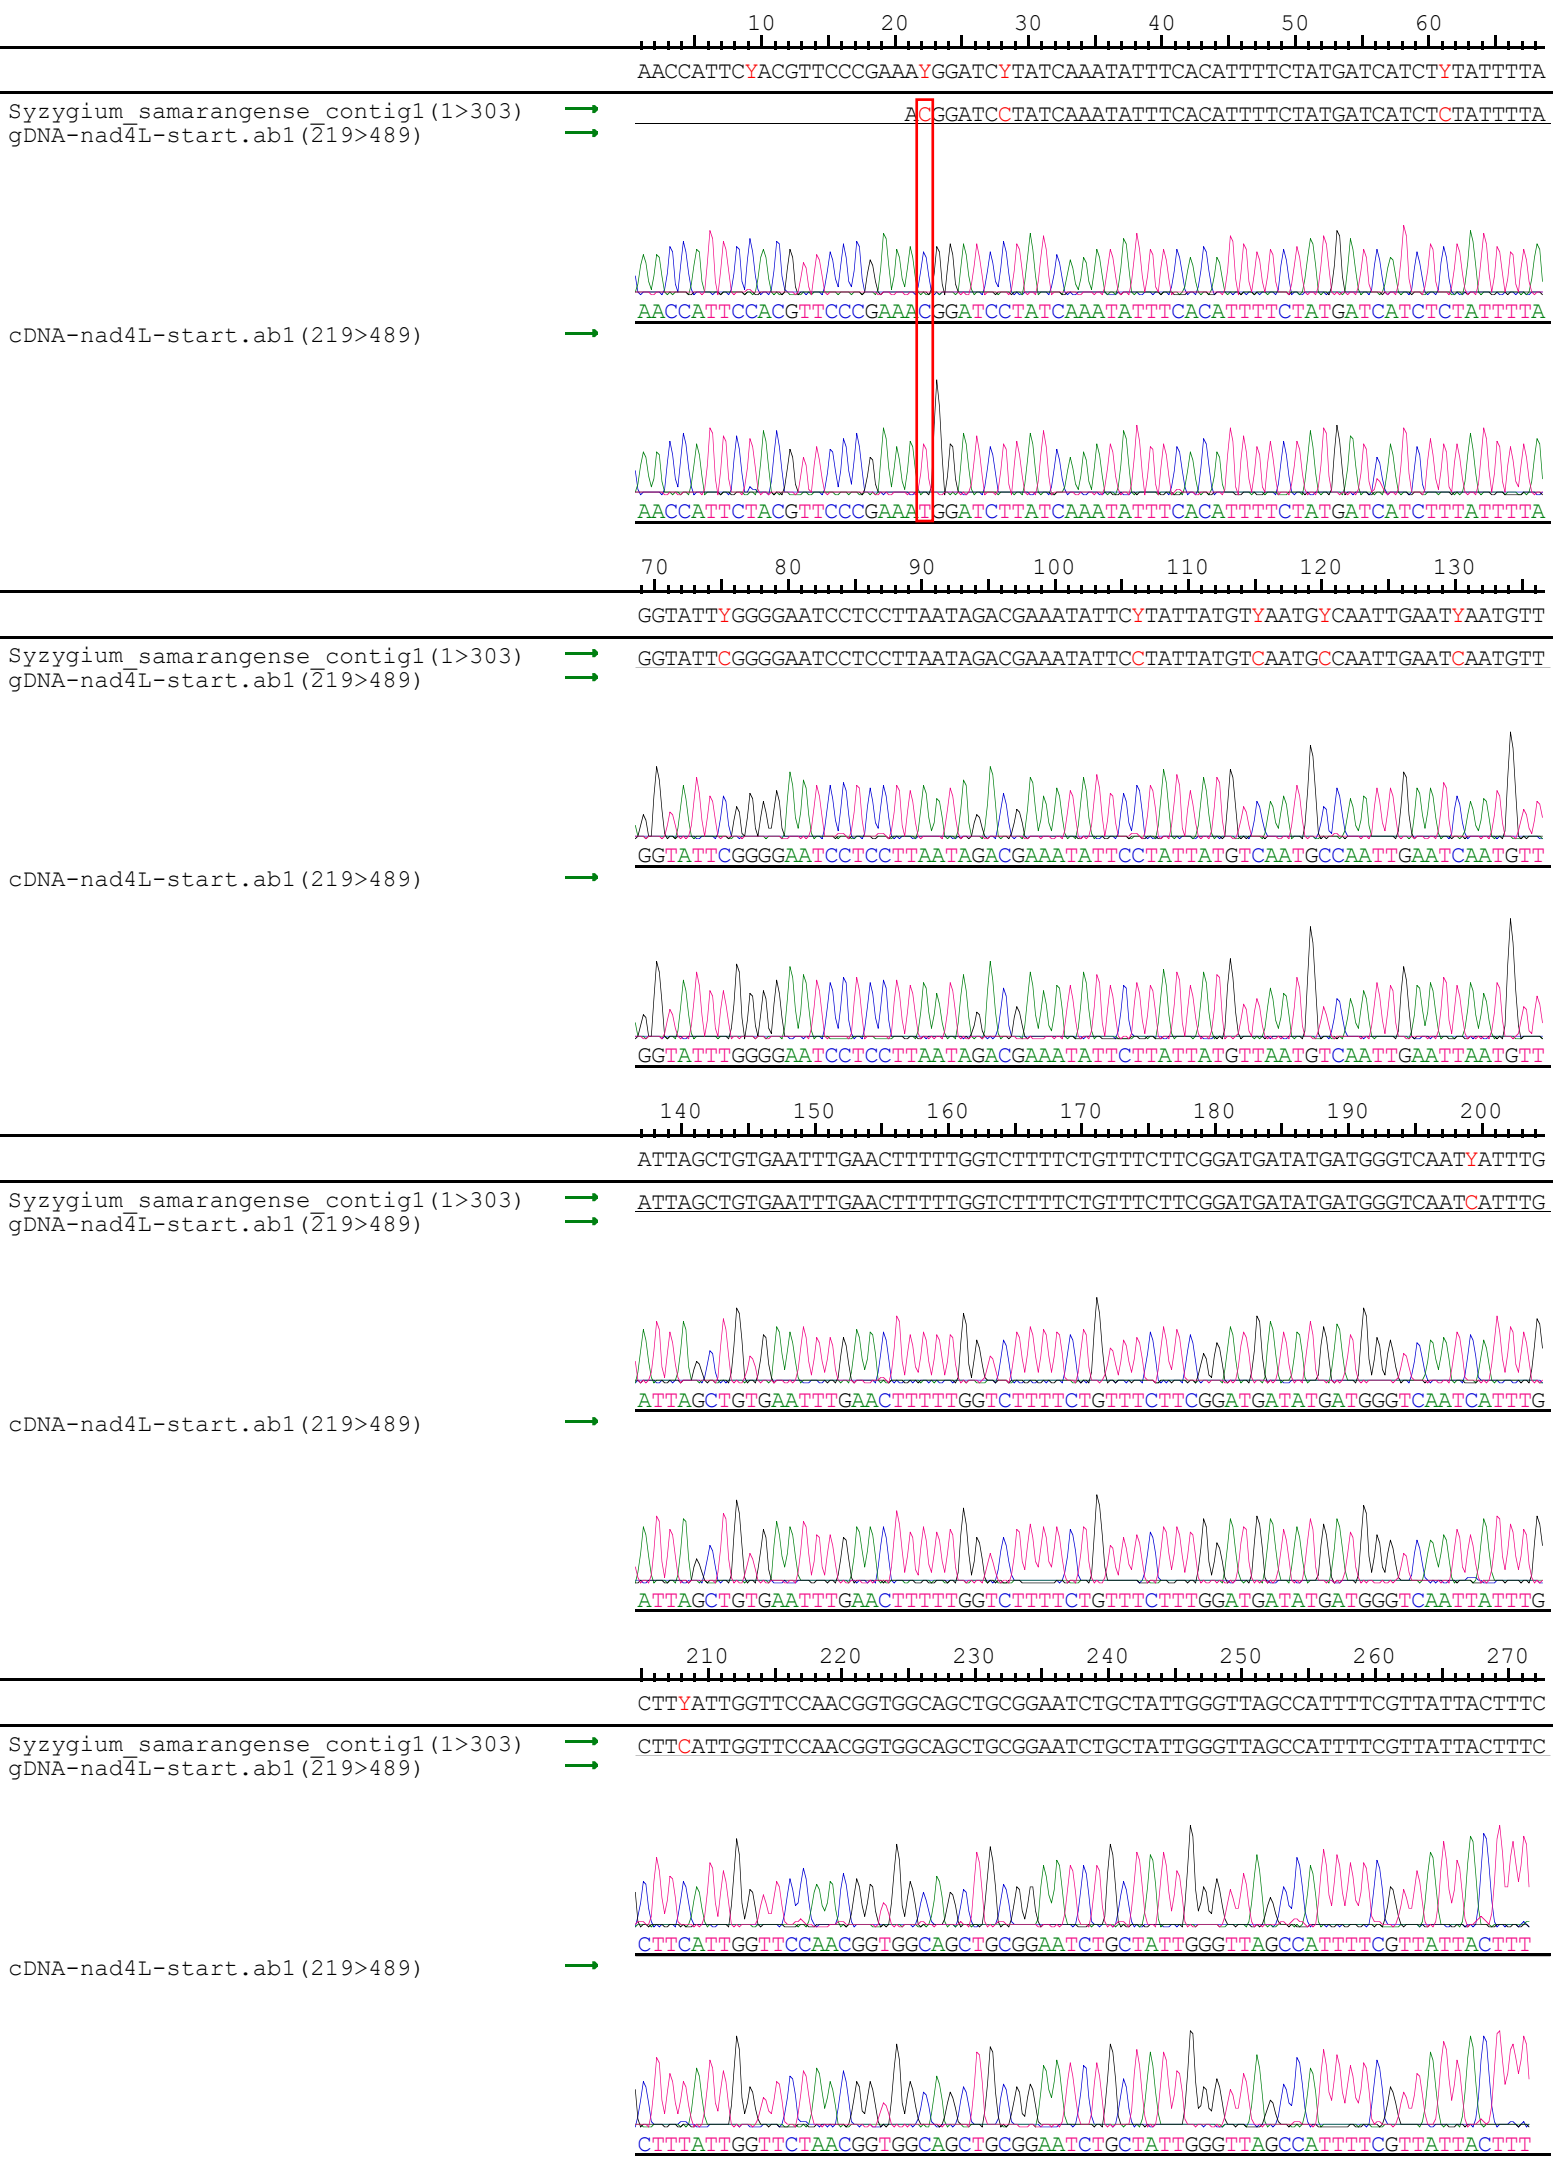 10 20 30 40 50 60
AACCATTCYACGTTCCCGAAAYGGATCYTATCAAATATTTCACATTTTCTATGATCATCTYTATTTTA
Syzygium_samarangense_contig1(1>303) ACGGATCCTATCAAATATTTCACATTTTCTATGATCATCTCTATTTTA
gDNA-nad4L-start.ab1(219>489)
AACCATTCCACGTTCCCGAAACGGATCCTATCAAATATTTCACATTTTCTATGATCATCTCTATTTTA
cDNA-nad4L-start.ab1(219>489)
AACCATTCTACGTTCCCGAAATGGATCTTATCAAATATTTCACATTTTCTATGATCATCTTTATTTTA
70 80 90 100 110 120 130
GGTATTYGGGGAATCCTCCTTAATAGACGAAATATTCYTATTATGTYAATGYCAATTGAATYAATGTT
Syzygium_samarangense_contig1(1>303) GGTATTCGGGGAATCCTCCTTAATAGACGAAATATTCCTATTATGTCAATGCCAATTGAATCAATGTT
gDNA-nad4L-start.ab1(219>489)
GGTATTCGGGGAATCCTCCTTAATAGACGAAATATTCCTATTATGTCAATGCCAATTGAATCAATGTT
cDNA-nad4L-start.ab1(219>489)
GGTATTTGGGGAATCCTCCTTAATAGACGAAATATTCTTATTATGTTAATGTCAATTGAATTAATGTT
140 150 160 170 180 190 200
ATTAGCTGTGAATTTGAACTTTTTGGTCTTTTCTGTTTCTTCGGATGATATGATGGGTCAATYATTTG
Syzygium_samarangense_contig1(1>303) ATTAGCTGTGAATTTGAACTTTTTGGTCTTTTCTGTTTCTTCGGATGATATGATGGGTCAATCATTTG
gDNA-nad4L-start.ab1(219>489)
ATTAGCTGTGAATTTGAACTTTTTGGTCTTTTCTGTTTCTTCGGATGATATGATGGGTCAATCATTTG
cDNA-nad4L-start.ab1(219>489)
ATTAGCTGTGAATTTGAACTTTTTGGTCTTTTCTGTTTCTTTGGATGATATGATGGGTCAATTATTTG
210 220 230 240 250 260 270
CTTYATTGGTTCCAACGGTGGCAGCTGCGGAATCTGCTATTGGGTTAGCCATTTTCGTTATTACTTTC
Syzygium_samarangense_contig1(1>303) CTTCATTGGTTCCAACGGTGGCAGCTGCGGAATCTGCTATTGGGTTAGCCATTTTCGTTATTACTTTC
gDNA-nad4L-start.ab1(219>489)
CTTCATTGGTTCCAACGGTGGCAGCTGCGGAATCTGCTATTGGGTTAGCCATTTTCGTTATTACTTT
cDNA-nad4L-start.ab1(219>489)
CTTTATTGGTTCTAACGGTGGCAGCTGCGGAATCTGCTATTGGGTTAGCCATTTTCGTTATTACTTT